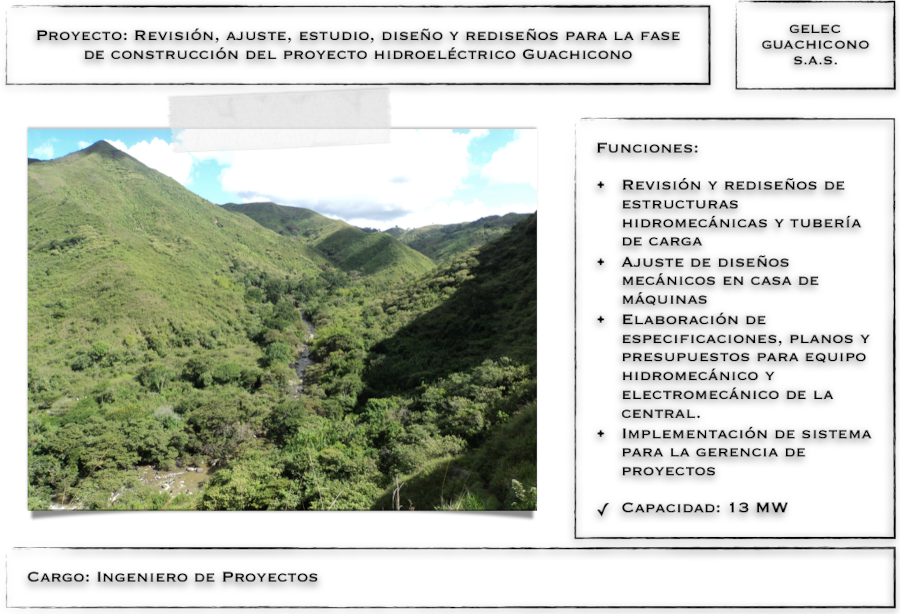 Proyecto: Revisión, ajuste, estudio, diseño y rediseños para la fase
de construcción del proyecto hidroeléctrico Guachicono
GELEC
GUACHICONO
S.A.S.
Funciones:
+ Revisión y rediseños de
estructuras
hidromecánicas y tubería
de carga
+ Ajuste de diseños
mecánicos en casa de
máquinas
+ Elaboración de
especificaciones, planos y
presupuestos para equipo
hidromecánico y
electromecánico de la
central.
+ Implementación de sistema
para la gerencia de
proyectos
✓ Capacidad: 13 MW
Cargo: Ingeniero de Proyectos